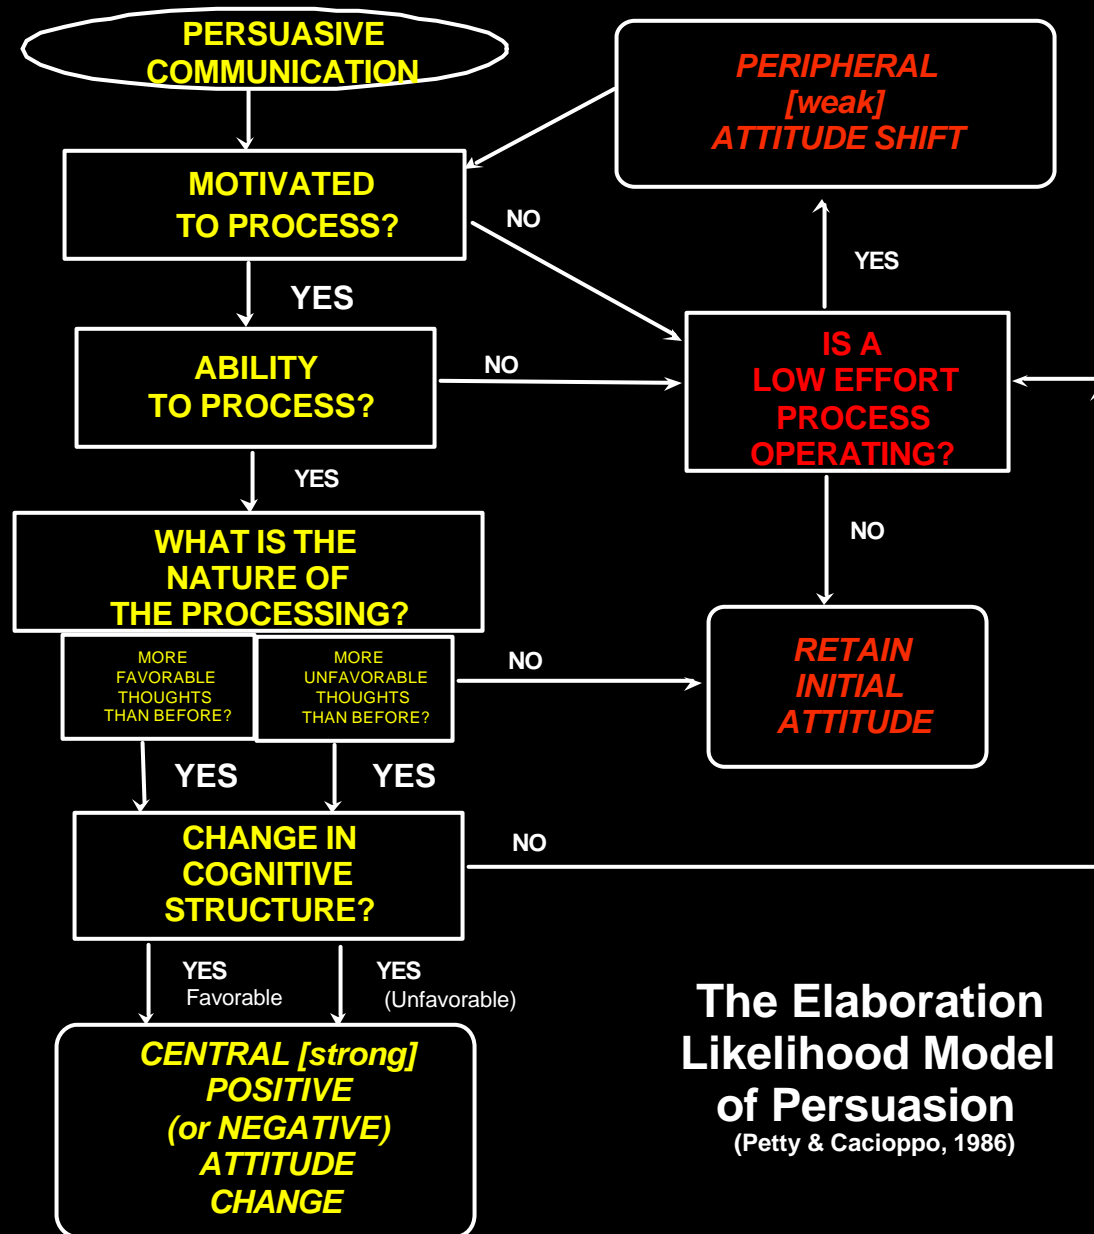 PERSUASIVE
COMMUNICATION
PERIPHERAL
[weak]
ATTITUDE SHIFT
MOTIVATED
TO PROCESS?
NO
YES
YES
IS A
LOW EFFORT
PROCESS
OPERATING?
ABILITY
TO PROCESS?
NO
YES
NO
WHAT IS THE
NATURE OF
THE PROCESSING?
MORE
FAVORABLE
THOUGHTS
THAN BEFORE?
MORE
UNFAVORABLE
THOUGHTS
THAN BEFORE?
NO
RETAIN
INITIAL
ATTITUDE
YES
YES
CHANGE IN
COGNITIVE
STRUCTURE?
NO
YES
Favorable
YES
(Unfavorable)
CENTRAL [strong]
POSITIVE
(or NEGATIVE)
ATTITUDE
CHANGE
The Elaboration
Likelihood Model
of Persuasion
(Petty & Cacioppo, 1986)